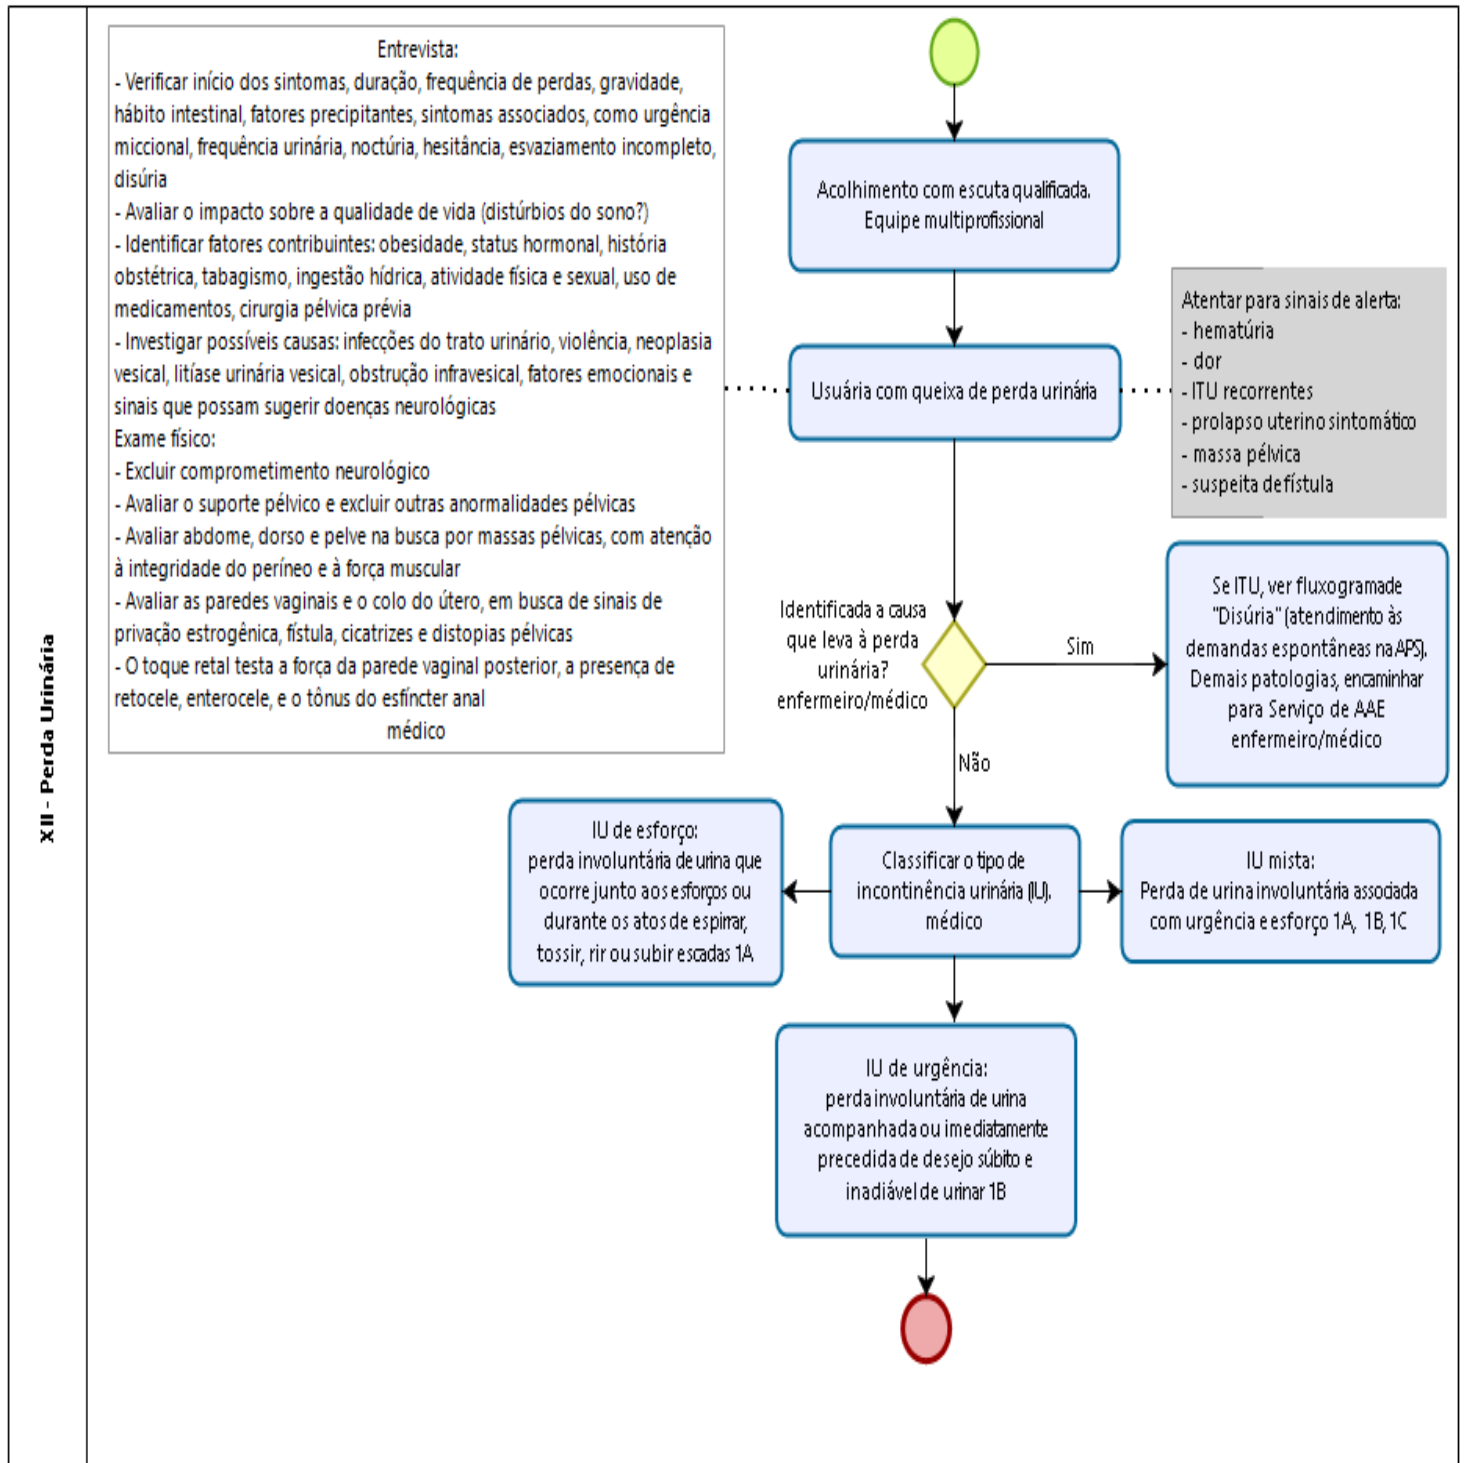 XII - Perda Urinária
Entrevista:
- Verificar início dos sintomas, duração, frequência de perdas, gravidade,
hábito intestinal, fatores precipitantes, sintomas associados, como urgência
miccional, frequência urinária, noctúria, hesitância, esvaziamento incompleto,
disúria
- Avaliar o impacto sobre a qualidade de vida (distúrbios do sono?)
- Identificar fatores contribuintes: obesidade, status hormonal, história
obstétrica, tabagismo, ingestão hídrica, atividade física e sexual, uso de
medicamentos, cirurgia pélvica prévia
- Investigar possíveis causas: infecções do trato urinário, violência, neoplasia
vesical, litíase urinária vesical, obstrução infravesical, fatores emocionais e
sinais que possam sugerir doenças neurológicas
Exame físico:
- Excluir comprometimento neurológico
- Avaliar o suporte pélvico e excluir outras anormalidades pélvicas
- Avaliar abdome, dorso e pelve na busca por massas pélvicas, com atenção
à integridade do períneo e à força muscular
- Avaliar as paredes vaginais e o colo do útero, em busca de sinais de
privação estrogênica, fístula, cicatrizes e distopias pélvicas
- O toque retal testa a força da parede vaginal posterior, a presença de
retocele, enterocele, e o tônus do esfíncter anal
médico
Acolhimento com escuta qualificada.
Equipe multiprofissional
Usuária com queixa de perda urinária
Atentar para sinais de alerta:
- hematúria
- dor
- ITU recorrentes
- prolapso uterino sintomático
- massa pélvica
- suspeita de fístula
Identificada a causa
que leva à perda
urinária?
enfermeiro/médico
Sim
Se ITU, ver fluxograma de
"Disúria" (atendimento às
demandas espontâneas na APS).
Demais patologias, encaminhar
para Serviço de AAE
enfermeiro/médico
Não
IU de esforço:
perda involuntária de urina que
ocorre junto aos esforços ou
durante os atos de espirrar,
tossir, rir ou subir escadas 1A
Classificar o tipo de
incontinência urinária (IU).
médico
IU mista:
Perda de urina involuntária associada
com urgência e esforço 1A, 1B, 1C
IU de urgência:
perda involuntária de urina
acompanhada ou imediatamente
precedida de desejo súbito e
inadiável de urinar 1B